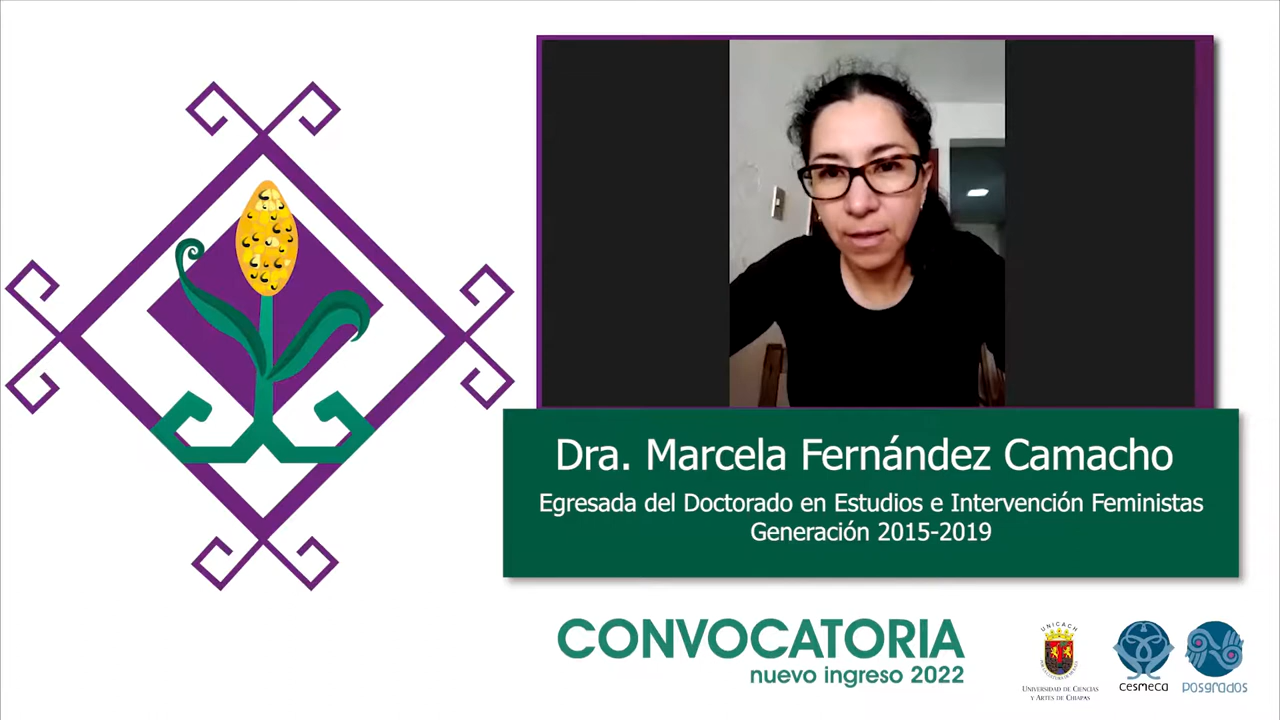 Dra. Marcela Fernández Camacho
Egresada del Doctorado en Estudios e Intervención Feministas
Generación 2015-2019
CONVOCATORIA
nuevo ingreso 2022
UNICACH
UNIVERSIDAD DE CIENCIAS
Y ARTES DE CHIAPAS
cesmeca
posgrados